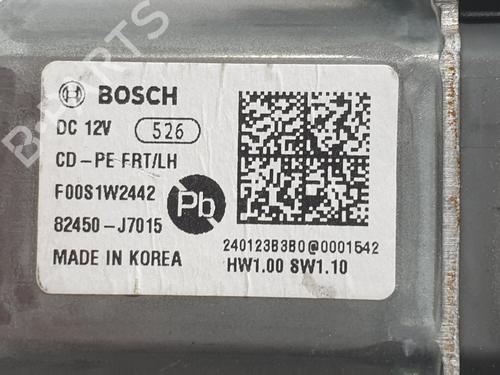 BOSCH
DC 12V 526
CD-PE FRT/LH
F00S1W2442
Pb
82450-J7015
240123B3B0@0001542
MADE IN KOREA
HW1.00 SW1.10